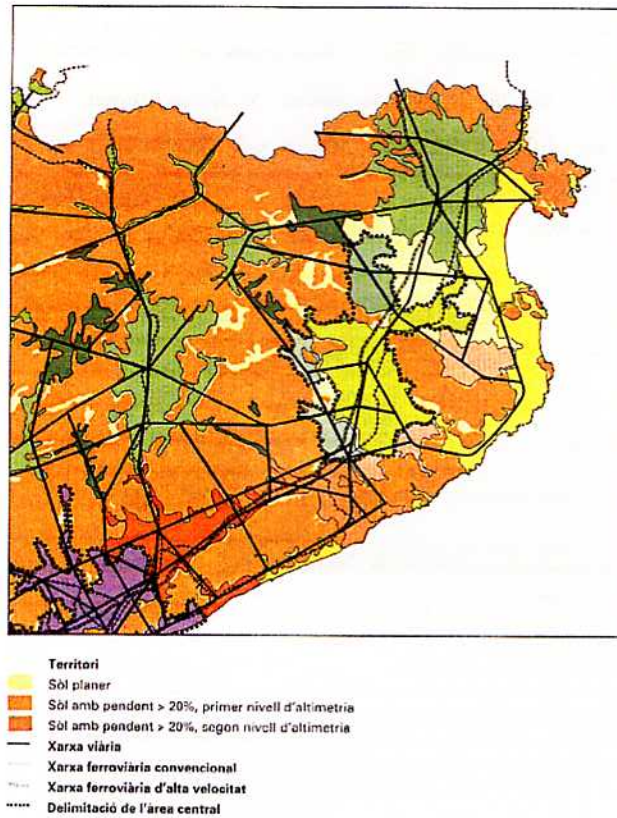 Territori
Sòl planer
Sòl amb pendent > 20%, primer nivell d'altimetria
Sòl amb pendent > 20%, segon nivell d'altimetria
Xarxa viària
Xarxa ferroviària convencional
Xarxa ferroviària d'alta velocitat
Delimitació de l'àrea central